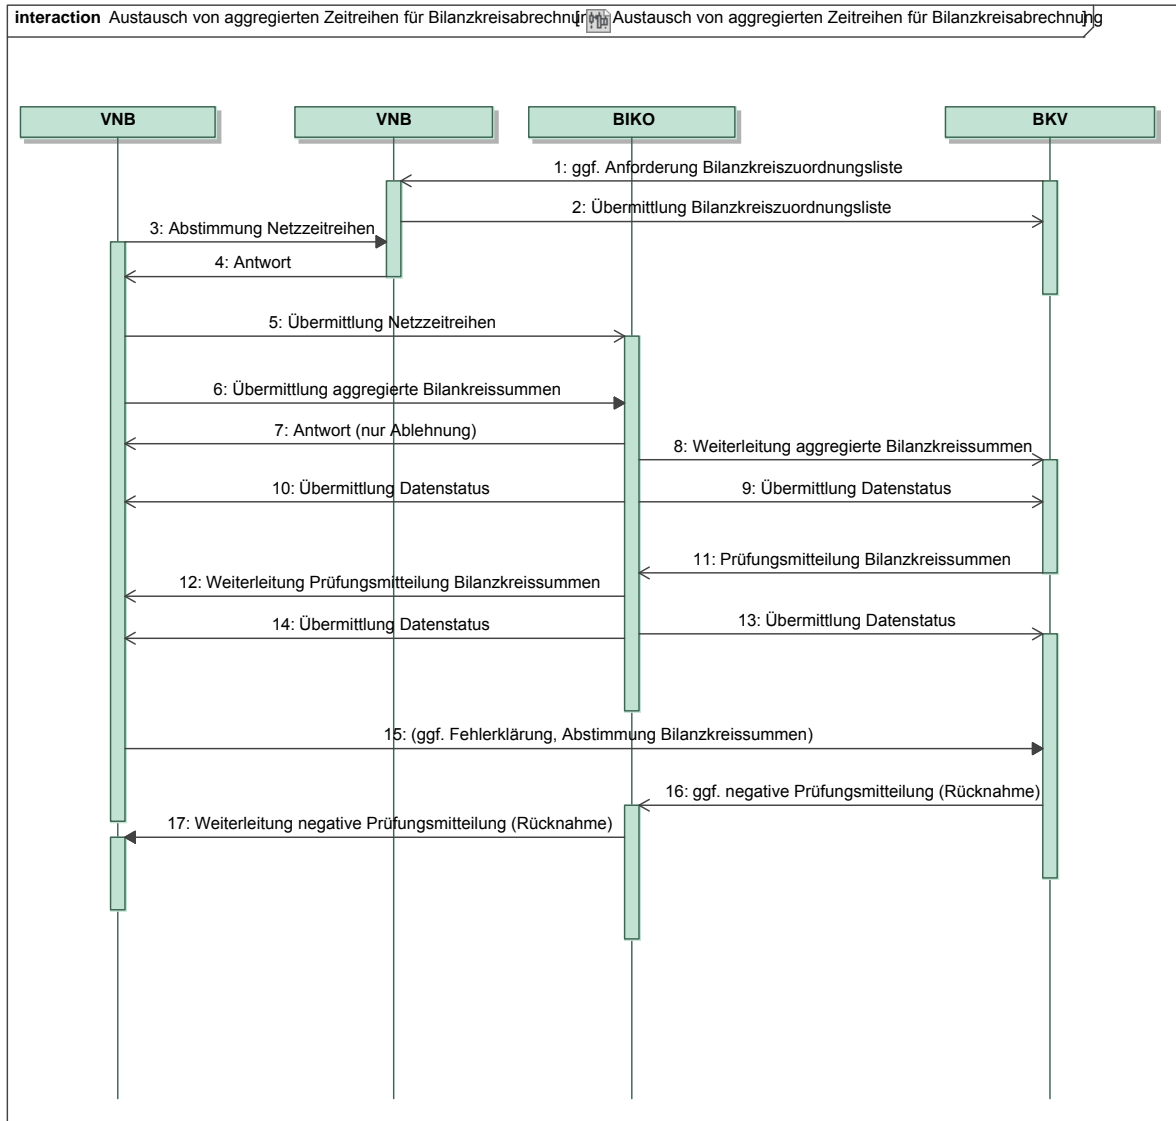 interaction Austausch von aggregierten Zeitreihen für Bilanzkreisabrechnung[ Austausch von aggregierten Zeitreihen für Bilanzkreisabrechnung]
VNB
VNB
BIKO
BKV
1: ggf. Anforderung Bilanzkreiszuordnungsliste
2: Übermittlung Bilanzkreiszuordnungsliste
3: Abstimmung Netzzeitreihen
4: Antwort
5: Übermittlung Netzzeitreihen
6: Übermittlung aggregierte Bilankreissummen
7: Antwort (nur Ablehnung)
8: Weiterleitung aggregierte Bilanzkreissummen
10: Übermittlung Datenstatus
9: Übermittlung Datenstatus
11: Prüfungsmitteilung Bilanzkreissummen
12: Weiterleitung Prüfungsmitteilung Bilanzkreissummen
14: Übermittlung Datenstatus
13: Übermittlung Datenstatus
15: (ggf. Fehlerklärung, Abstimmung Bilanzkreissummen)
16: ggf. negative Prüfungsmitteilung (Rücknahme)
17: Weiterleitung negative Prüfungsmitteilung (Rücknahme)